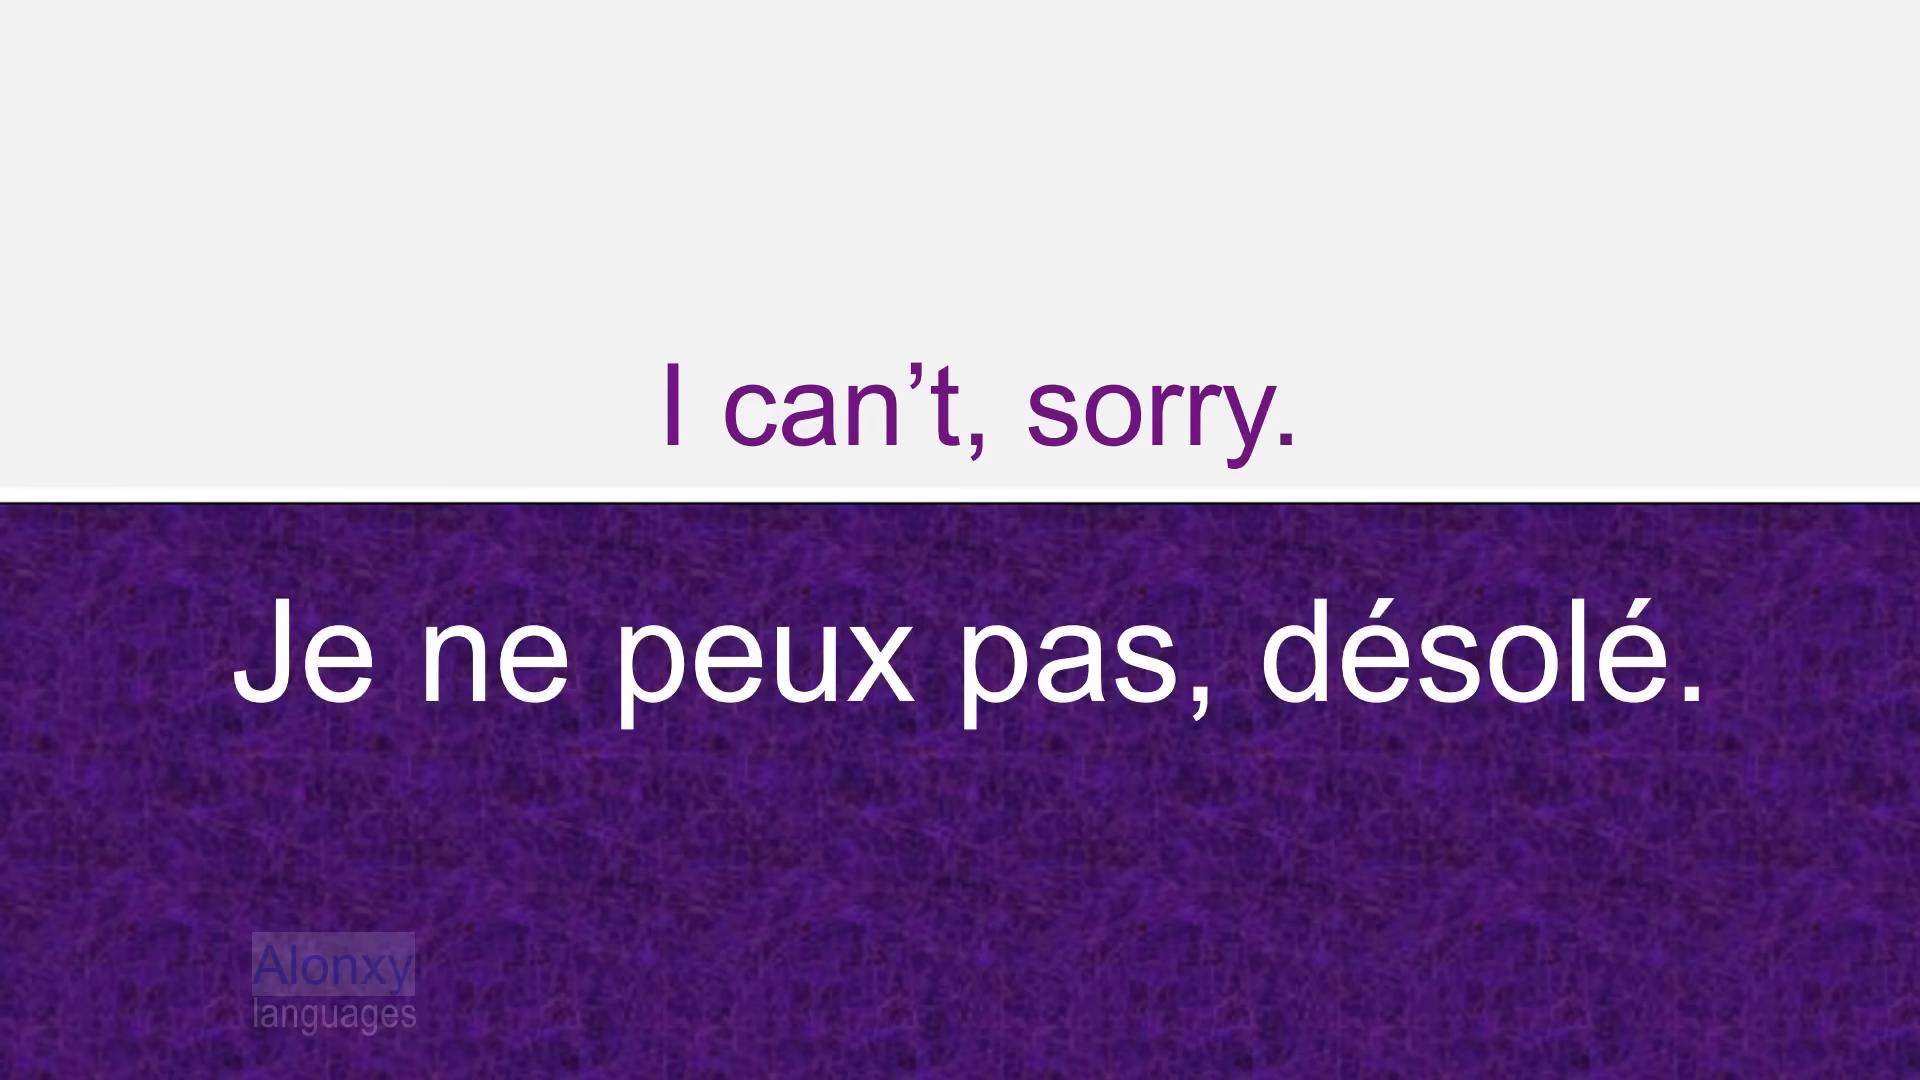 I can’t, sorry.
Je ne peux pas, désolé.
Alonxy
languages